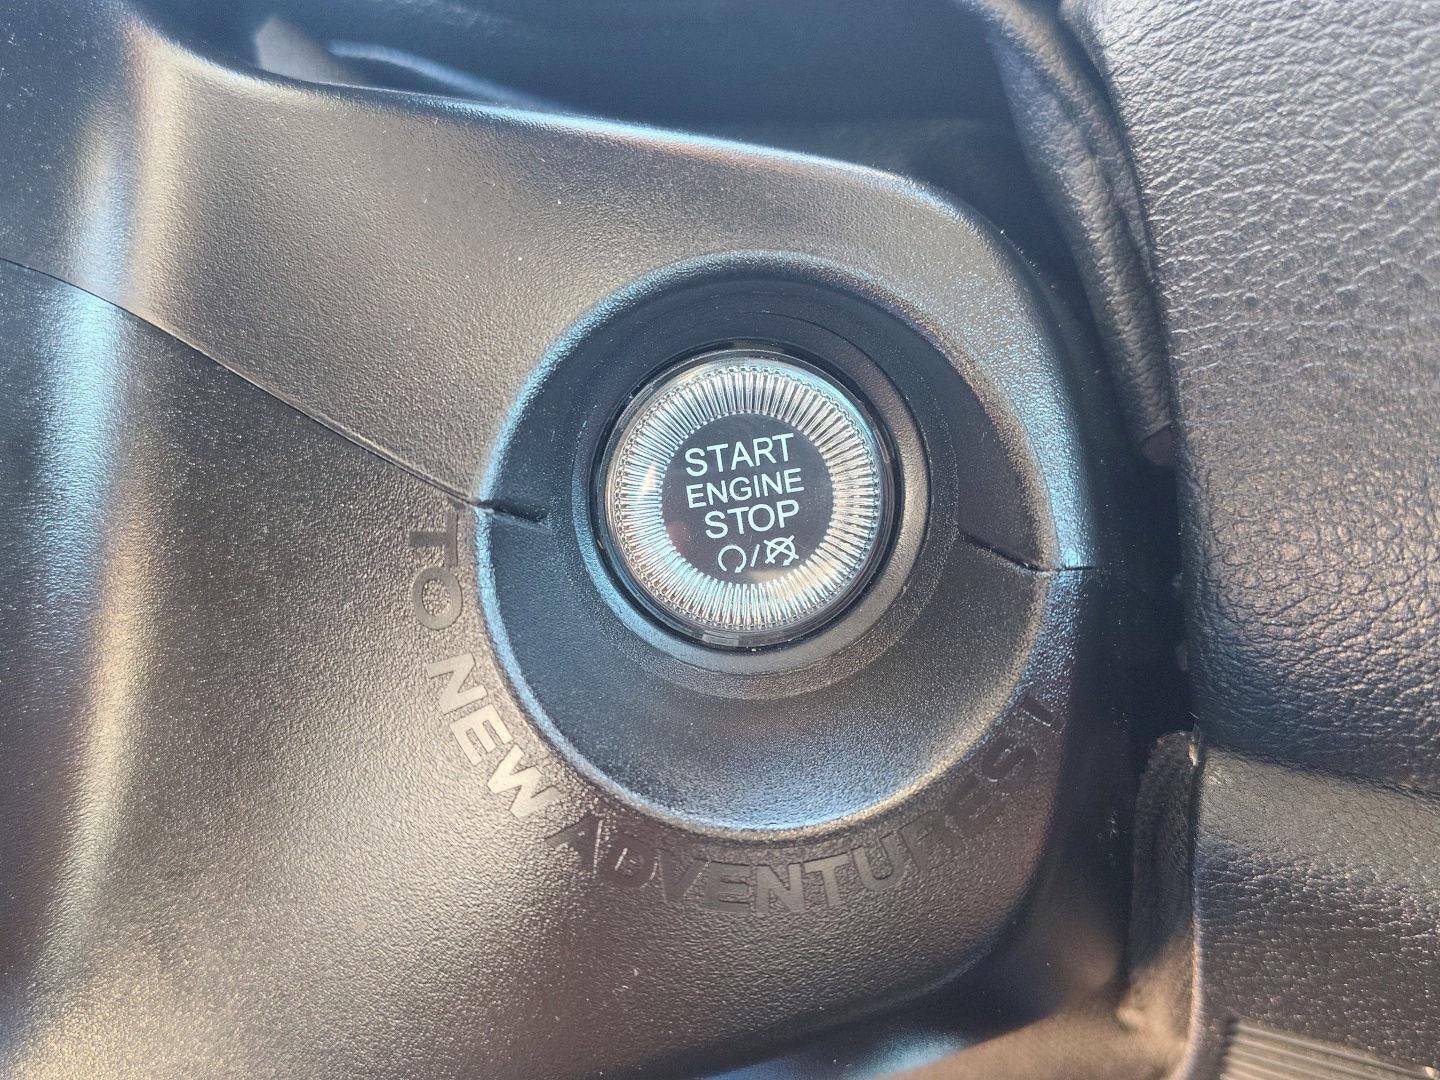 START
ENGINE
STOP
TO NEW ADVENTURES!